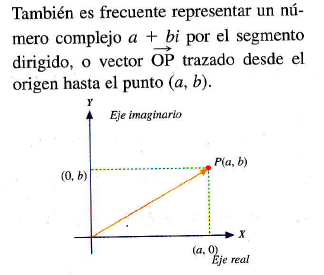 También es frecuente representar un nú-
mero complejo a + bi por el segmento
dirigido, o vector OP trazado desde el
origen hasta el punto (a, b).
Y
Eje imaginario
P(a, b)
(0, b)
X
(a, 0)
Eje real